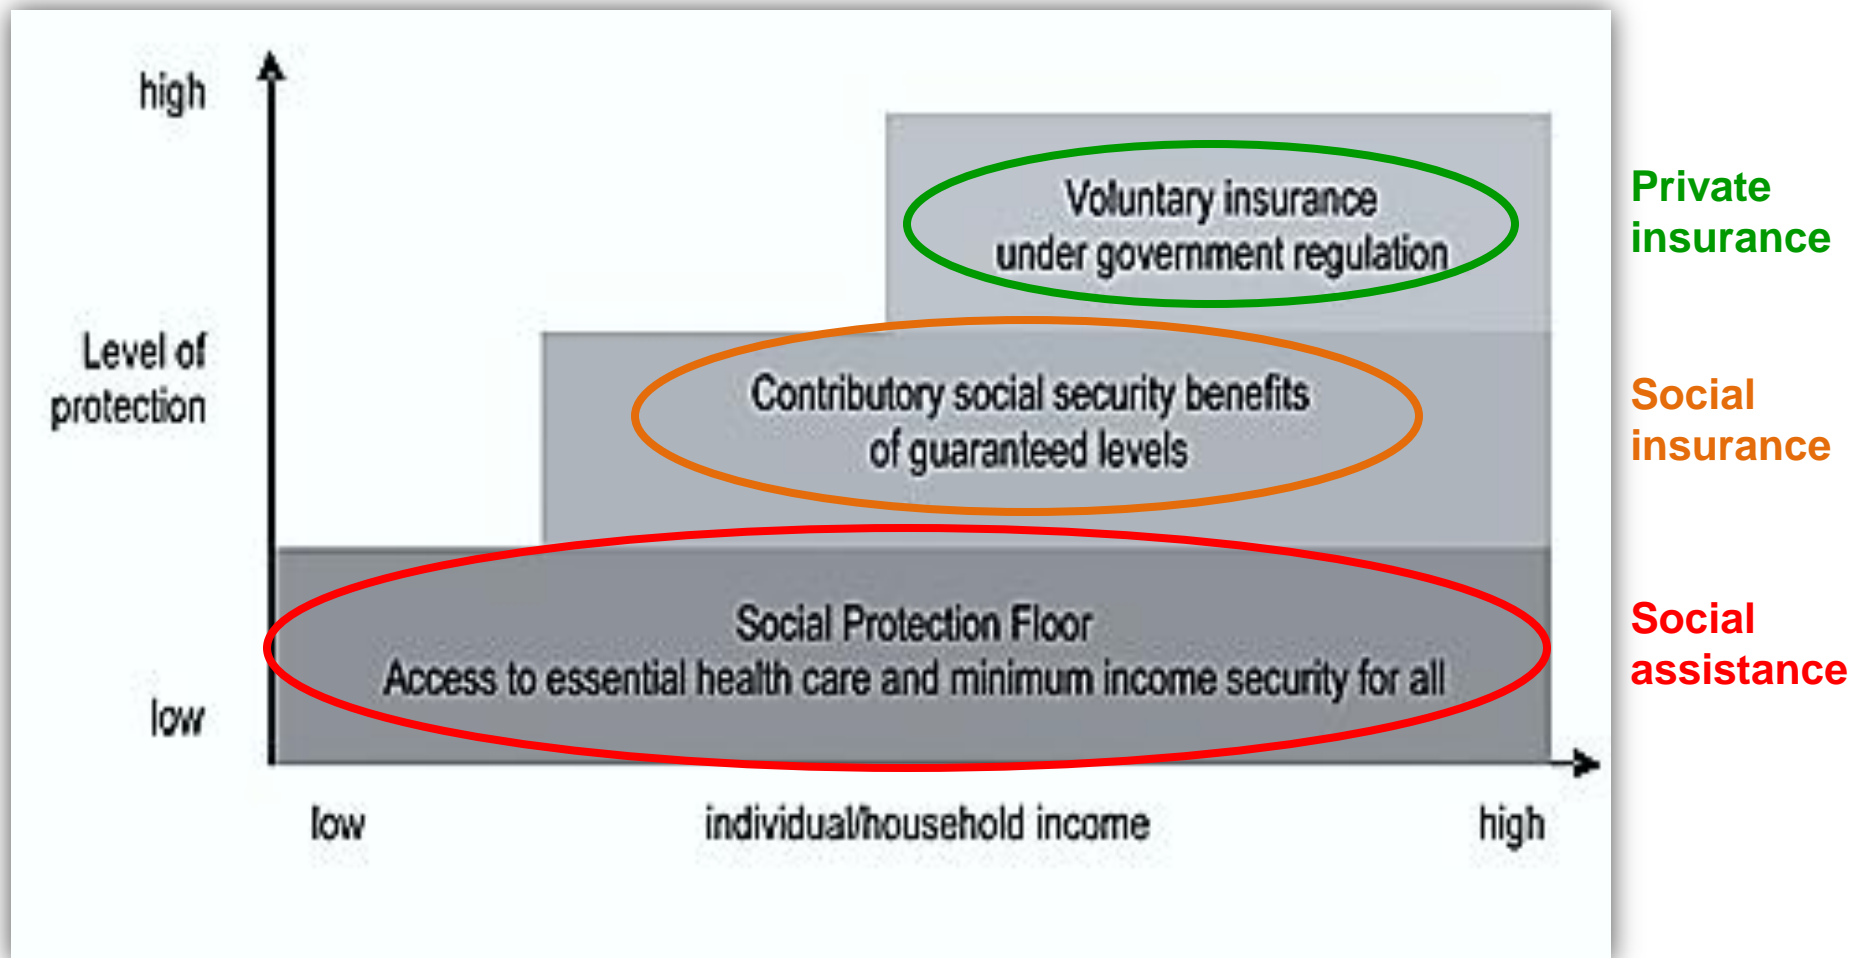 high
Voluntary insurance
under government regulation
Private
insurance
Level of
protection
Contributory social security benefits
of guaranteed levels
Social
insurance
Social Protection Floor
Access to essential health care and minimum income security for all
Social
assistance
low
low
individual/household income
high